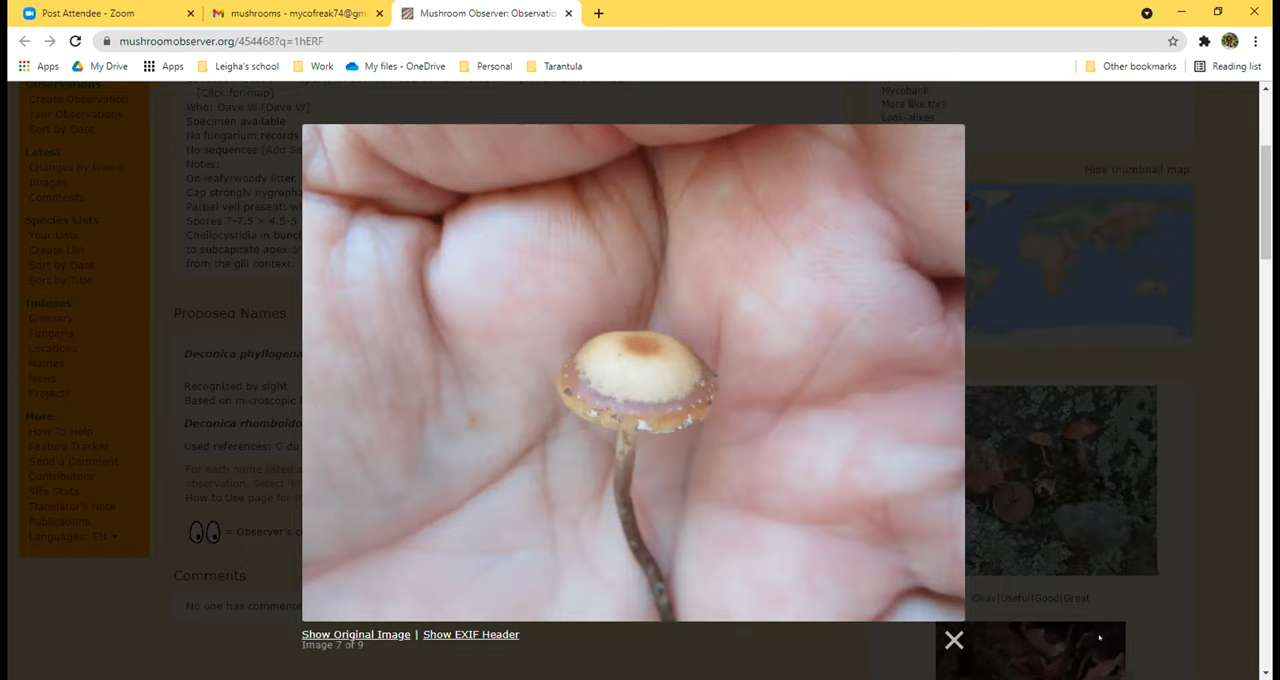 Post Attendee - Zoom
mushrooms - mycofreak74@gm
Mushroom Observer: Observatio
mushroomobserver.org/454468?q=1hERF
Apps
My Drive
Apps
Leigha's school
Work
My files - OneDrive
Personal
Tarantula
Other bookmarks
Reading list
Observations
Create Observation
Your Observations
Sort by Date
Latest
Changes by Users
Images
Comments
Species Lists
Your Lists
Create List
Sort by Date
Sort by Title
Indexes
Glossary
Fungaria
Locations
Names
News
Projects
More
How To Help
Feature Tracker
Send a Comment
Contributors
Site Stats
Translator's Note
Publications
Languages: EN
[Click for map]
Who: Dave W (Dave W)
Specimen available
No fungarium records
No sequences [Add Se
Notes:
On leafy/woody litter.
Cap strongly hygropha
Partial veil present; w
Spores 7-7.5 × 4.5-5
Cheilocystidia in bunch
to subcapitate apex or
from the gill context.
Proposed Names
Deconica phyllogena
Recognized by sight
Based on microscopic
Deconica rhomboido
Used references: C du
For each name listed a
observation. Select 'P
How to Use page for m
= Observer's c
Comments
No one has commente
Show Original Image | Show EXIF Header
Image 7 of 9
Mycobank
More like this
Look-alikes
Hide thumbnail map
Okay|Useful|Good|Great